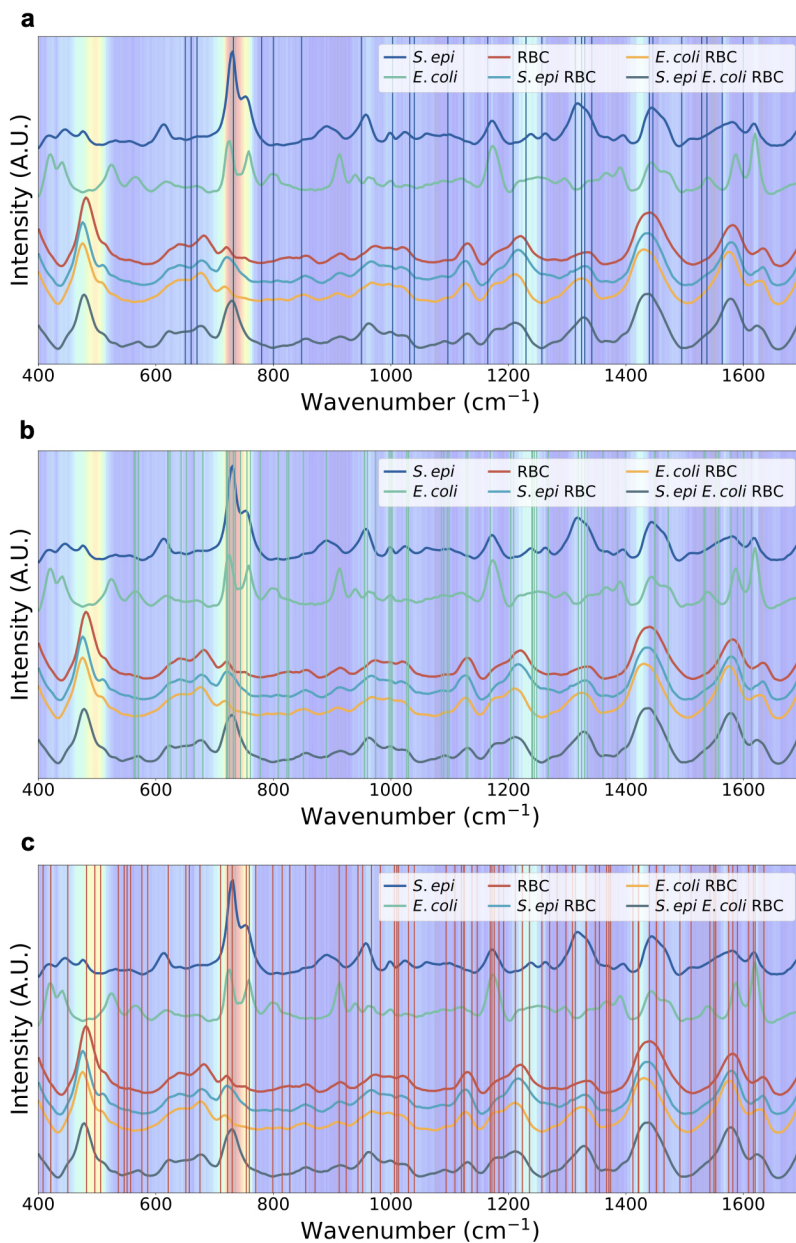 a
S. epi RBC E. coli RBC
E. coli S. epi RBC S. epi E. coli RBC
Intensity (A.U.)
400 600 800 1000 1200 1400 1600
Wavenumber (cm⁻¹)
b
S. epi RBC E. coli RBC
E. coli S. epi RBC S. epi E. coli RBC
Intensity (A.U.)
400 600 800 1000 1200 1400 1600
Wavenumber (cm⁻¹)
c
S. epi RBC E. coli RBC
E. coli S. epi RBC S. epi E. coli RBC
Intensity (A.U.)
400 600 800 1000 1200 1400 1600
Wavenumber (cm⁻¹)